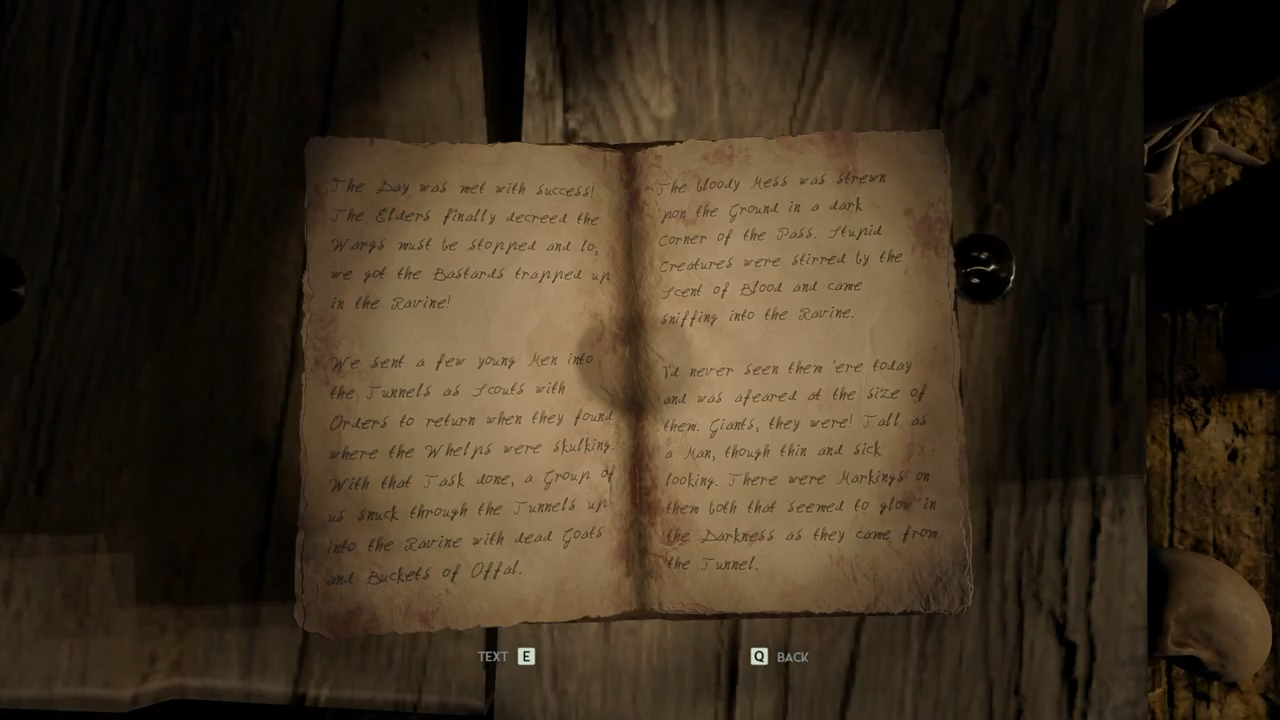 The Day was met with success!
The Elders finally decreed the
Wargs must be stopped and lo,
we got the Bastards trapped up
in the Ravine!
We sent a few young Men into
the Tunnels as Scouts with
Orders to return when they found
where the Whelps were skulking.
With that Task done, a Group of
us snuck through the Tunnels up
into the Ravine with dead Goats
and Buckets of Offal.
The bloody Mess was strewn
'pon the Ground in a dark
Corner of the Pass. Stupid
Creatures were stirred by the
Scent of Blood and came
sniffing into the Ravine.
I'd never seen them 'ere today
and was afeared at the size of
them. Giants, they were! Tall as
a Man, though thin and sick
looking. There were Markings on
them both that seemed to glow in
the Darkness as they came from
the Tunnel.
TEXT E
Q BACK